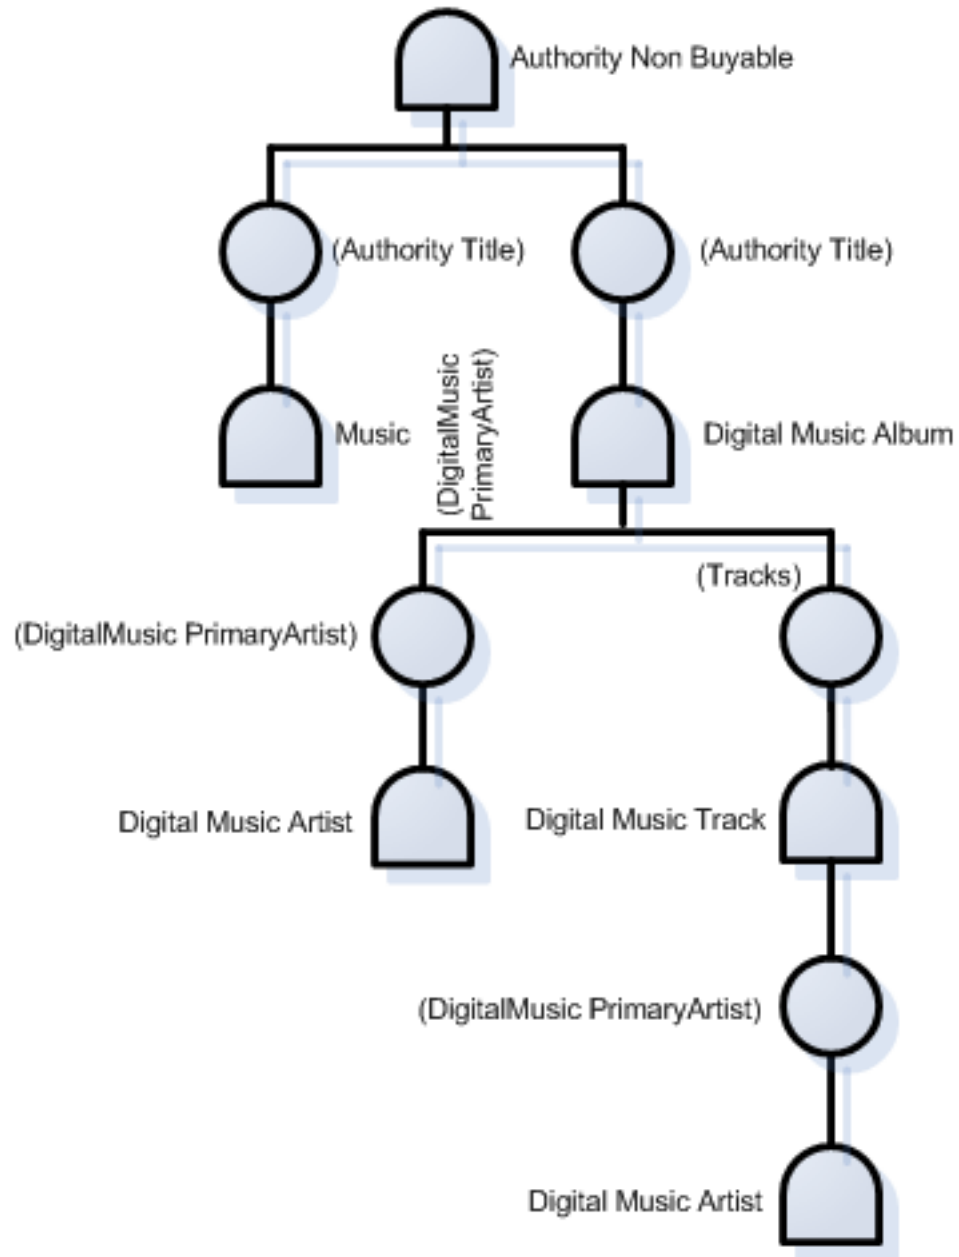 Authority Non Buyable
(Authority Title)
(Authority Title)
Music
(DigitalMusic
PrimaryArtist)
Digital Music Album
(Tracks)
(DigitalMusic PrimaryArtist)
Digital Music Artist
Digital Music Track
(DigitalMusic PrimaryArtist)
Digital Music Artist